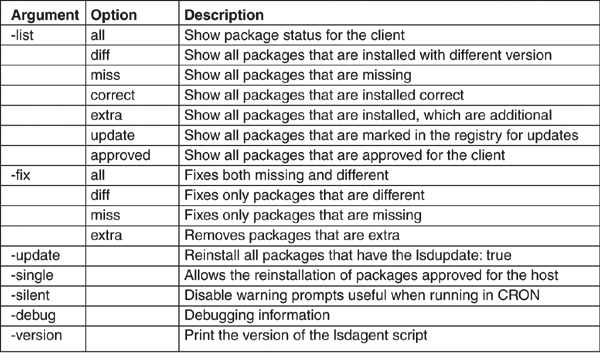 Argument Option Description
-list all Show package status for the client
diff Show all packages that are installed with different version
miss Show all packages that are missing
correct Show all packages that are installed correct
extra Show all packages that are installed, which are additional
update Show all packages that are marked in the registry for updates
approved Show all packages that are approved for the client
-fix all Fixes both missing and different
diff Fixes only packages that are different
miss Fixes only packages that are missing
extra Removes packages that are extra
-update Reinstall all packages that have the lsdupdate: true
-single Allows the reinstallation of packages approved for the host
-silent Disable warning prompts useful when running in CRON
-debug Debugging information
-version Print the version of the lsdagent script